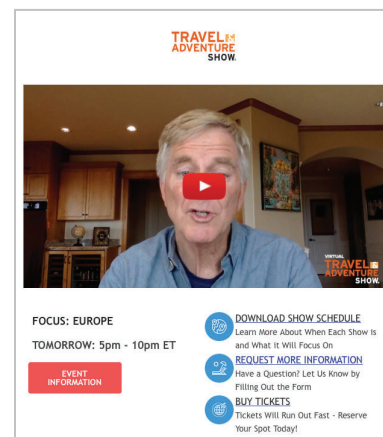 TRAVEL &
ADVENTURE
SHOW.
VIRTUAL
TRAVEL &
ADVENTURE
SHOW.
FOCUS: EUROPE
TOMORROW: 5pm - 10pm ET
EVENT
INFORMATION
DOWNLOAD SHOW SCHEDULE
Learn More About When Each Show Is
and What it Will Focus On
REQUEST MORE INFORMATION
Have a Question? Let Us Know by
Filling Out the Form
BUY TICKETS
Tickets Will Run Out Fast - Reserve
Your Spot Today!